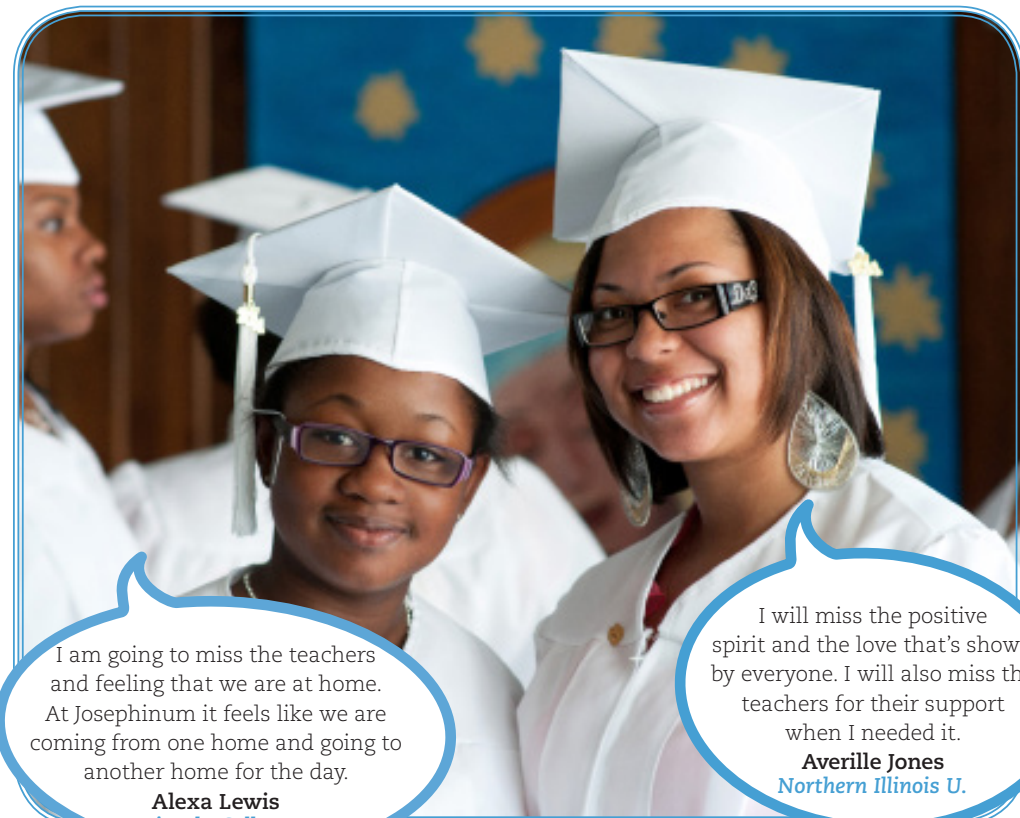 I am going to miss the teachers
and feeling that we are at home.
At Josephinum it feels like we are
coming from one home and going to
another home for the day.
Alexa Lewis
I will miss the positive
spirit and the love that's show
by everyone. I will also miss th
teachers for their support
when I needed it.
Averille Jones
Northern Illinois U.